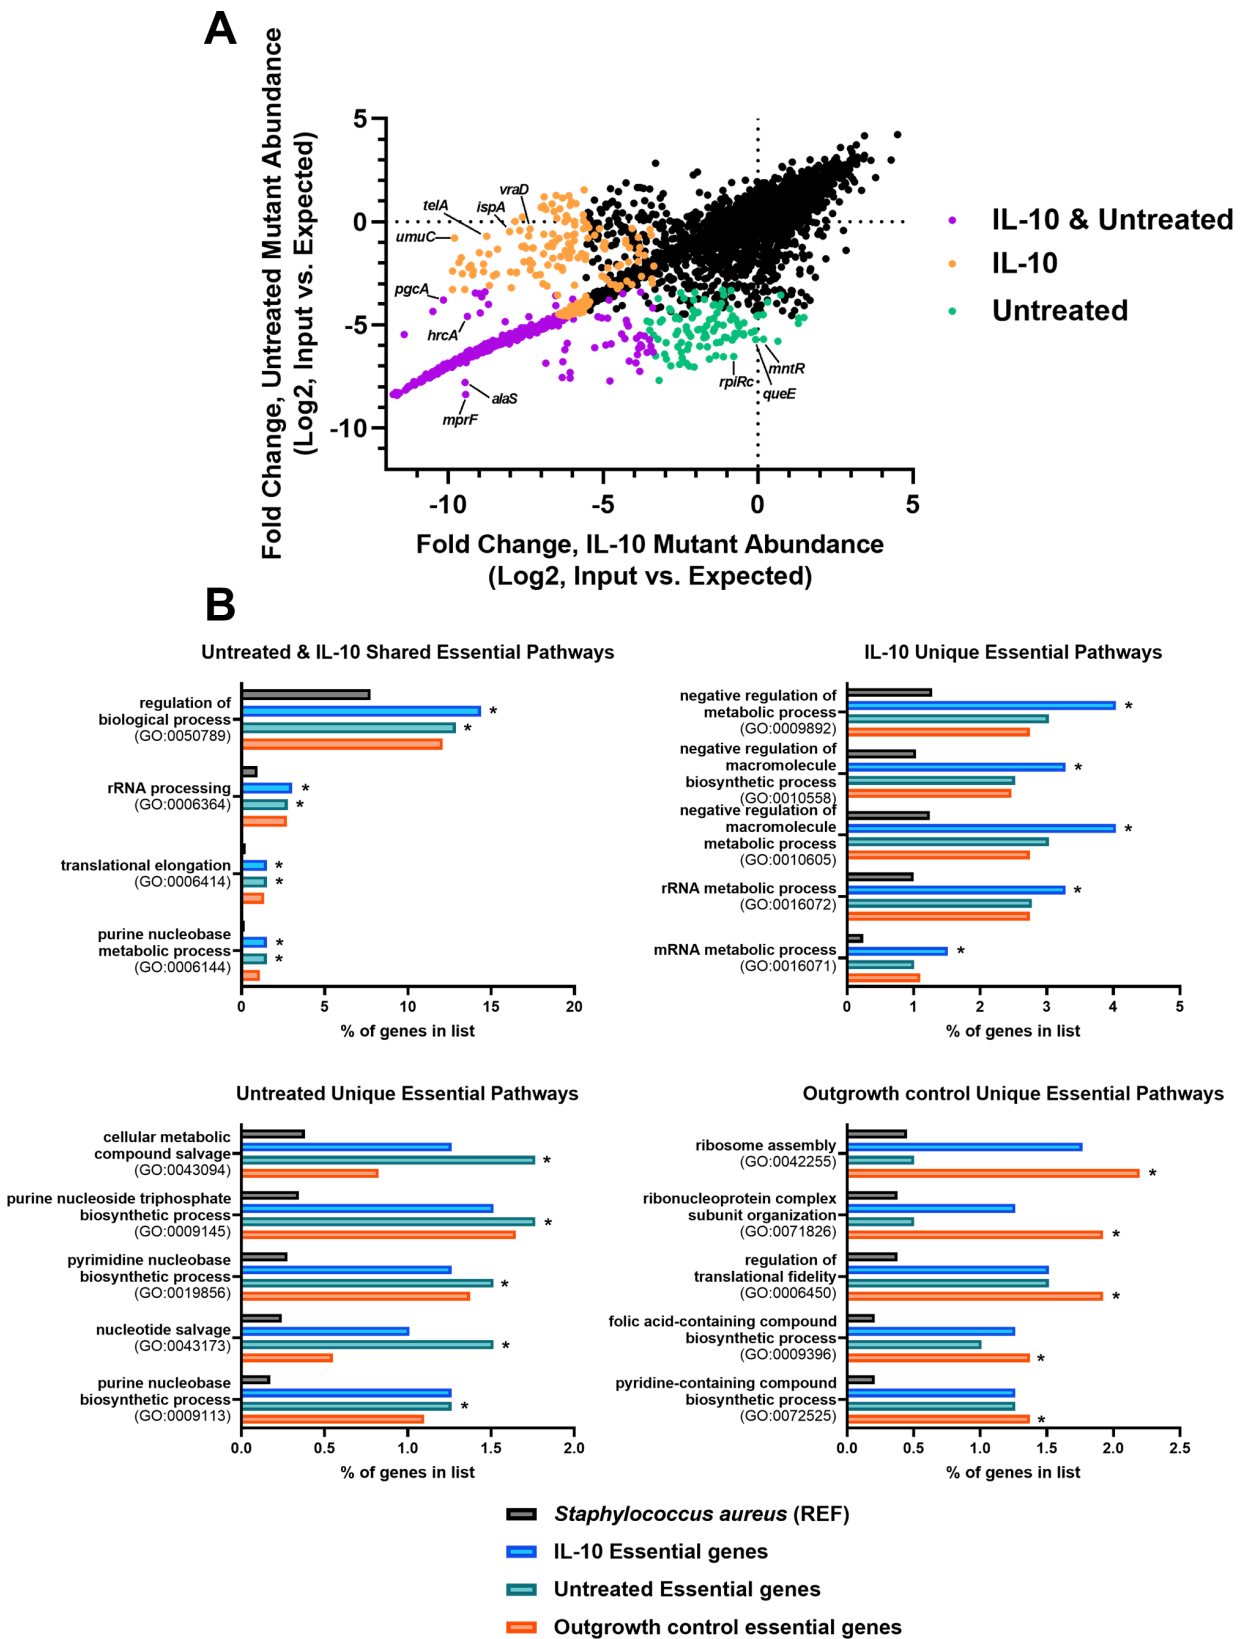 A
Fold Change, Untreated Mutant Abundance
(Log2, Input vs. Expected)
5
0
-5
-10
vraD
telA
ispA
umuC
pgcA
hrcA
alaS
mprF
rpiRc
mntR
queE
-10
-5
0
5
Fold Change, IL-10 Mutant Abundance
(Log2, Input vs. Expected)
IL-10 & Untreated
IL-10
Untreated
B
Untreated & IL-10 Shared Essential Pathways
regulation of
biological process
(GO:0050789)
*
*
rRNA processing
(GO:0006364)
*
*
translational elongation
(GO:0006414)
*
*
purine nucleobase
metabolic process
(GO:0006144)
*
*
0
5
10
15
20
% of genes in list
IL-10 Unique Essential Pathways
negative regulation of
metabolic process
(GO:0009892)
*
negative regulation of
macromolecule
biosynthetic process
(GO:0010558)
*
negative regulation of
macromolecule
metabolic process
(GO:0010605)
*
rRNA metabolic process
(GO:0016072)
*
mRNA metabolic process
(GO:0016071)
*
0
1
2
3
4
5
% of genes in list
Untreated Unique Essential Pathways
cellular metabolic
compound salvage
(GO:0043094)
*
purine nucleoside triphosphate
biosynthetic process
(GO:0009145)
*
pyrimidine nucleobase
biosynthetic process
(GO:0019856)
*
nucleotide salvage
(GO:0043173)
*
purine nucleobase
biosynthetic process
(GO:0009113)
*
0.0
0.5
1.0
1.5
2.0
% of genes in list
Outgrowth control Unique Essential Pathways
ribosome assembly
(GO:0042255)
*
ribonucleoprotein complex
subunit organization
(GO:0071826)
*
regulation of
translational fidelity
(GO:0006450)
*
folic acid-containing compound
biosynthetic process
(GO:0009396)
*
pyridine-containing compound
biosynthetic process
(GO:0072525)
*
0.0
0.5
1.0
1.5
2.0
2.5
% of genes in list
Staphylococcus aureus (REF)
IL-10 Essential genes
Untreated Essential genes
Outgrowth control essential genes